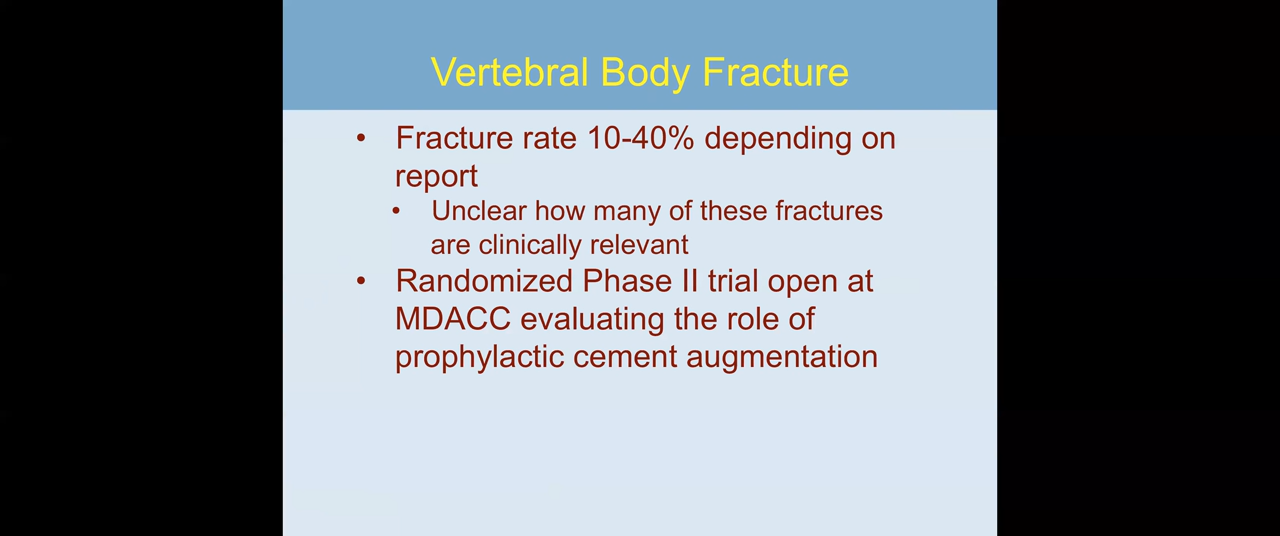 Vertebral Body Fracture
• Fracture rate 10-40% depending on
report
• Unclear how many of these fractures
are clinically relevant
• Randomized Phase II trial open at
MDACC evaluating the role of
prophylactic cement augmentation